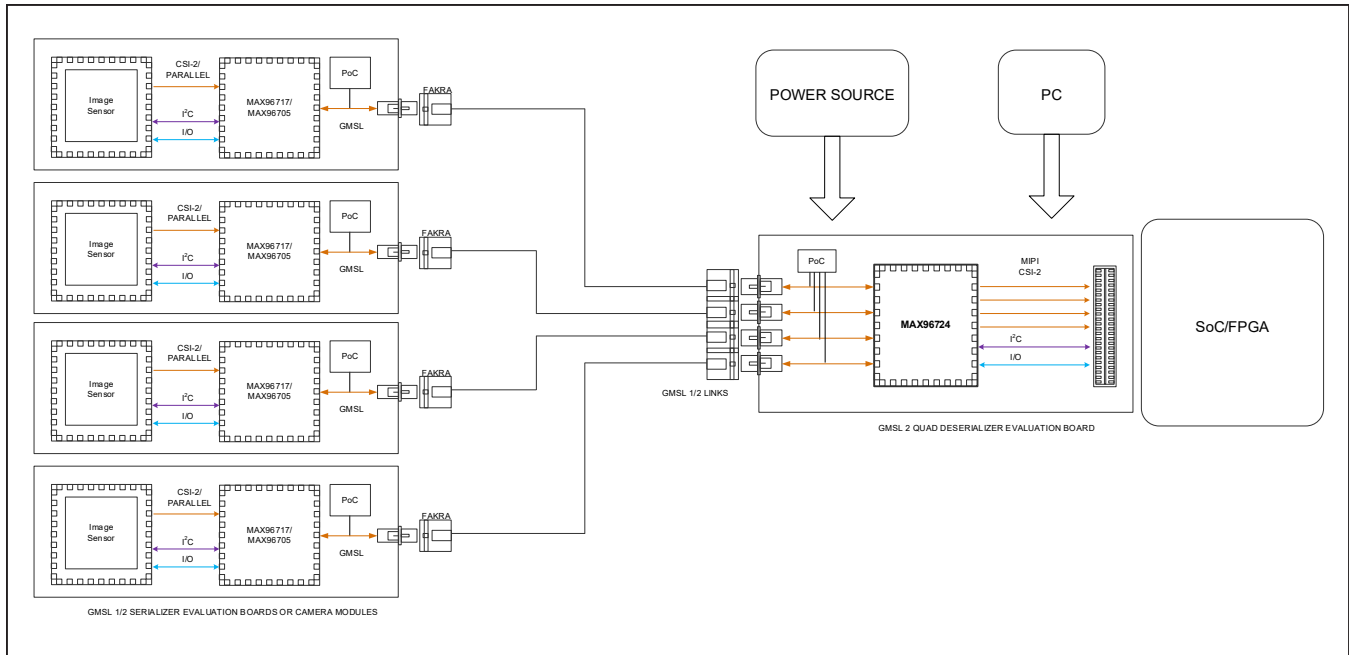 CSI-2/
PARALLEL
PoC
FAKRA
Image
Sensor
I²C
I/O
MAX96717/
MAX96705
GMSL
CSI-2/
PARALLEL
PoC
FAKRA
Image
Sensor
I²C
I/O
MAX96717/
MAX96705
GMSL
CSI-2/
PARALLEL
PoC
FAKRA
Image
Sensor
I²C
I/O
MAX96717/
MAX96705
GMSL
CSI-2/
PARALLEL
PoC
FAKRA
Image
Sensor
I²C
I/O
MAX96717/
MAX96705
GMSL
GMSL 1/2 SERIALIZER EVALUATION BOARDS OR CAMERA MODULES
POWER SOURCE
PC
PoC
MIPI
CSI-2
MAX96724
I²C
I/O
GMSL 1/2 LINKS
GMSL 2 QUAD DESERIALIZER EVALUATION BOARD
SoC/FPGA